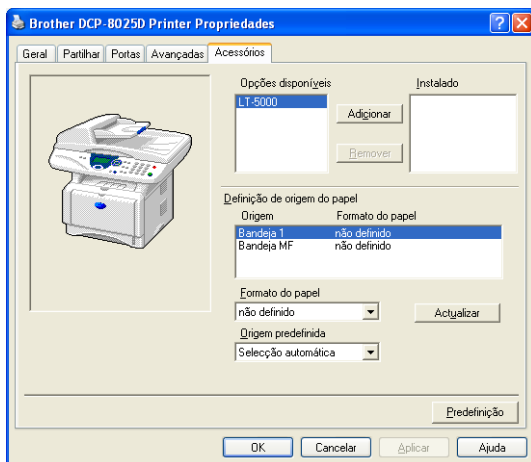 Brother DCP-8025D Printer Propriedades
Geral Partilhar Portas Avançadas Acessórios
Opções disponíveis Instalado
LT-5000
Adicionar
Remover
Definição de origem do papel
Origem Formato do papel
Bandeja 1 não definido
Bandeja MF não definido
Formato do papel
não definido Actualizar
Origem predefinida
Selecção automática
Predefinição
OK Cancelar Aplicar Ajuda